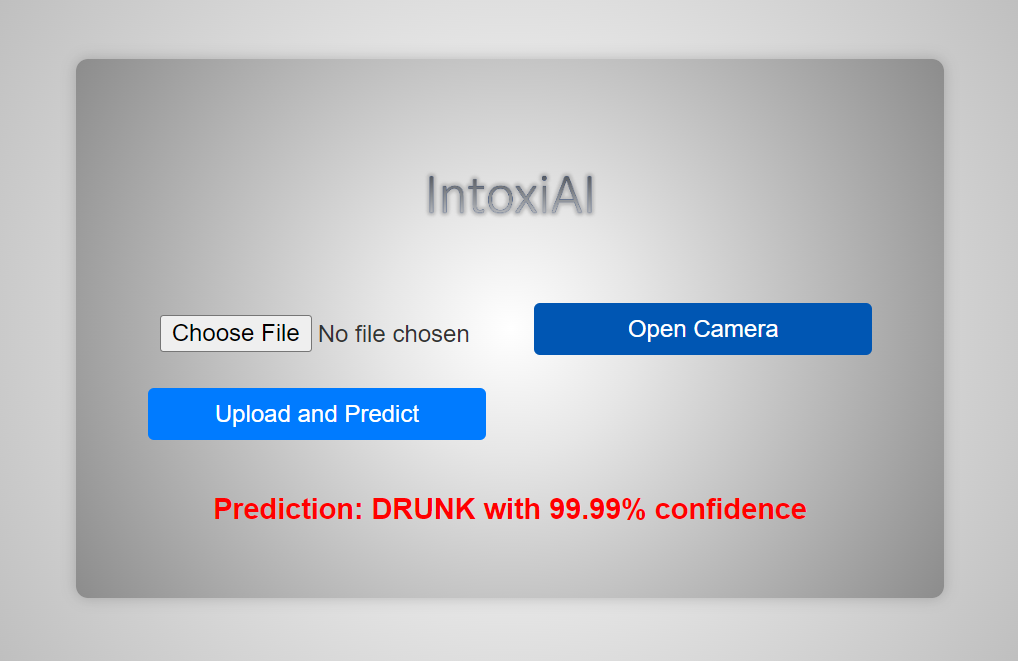 IntoxiAI
Choose File No file chosen
Open Camera
Upload and Predict
Prediction: DRUNK with 99.99% confidence